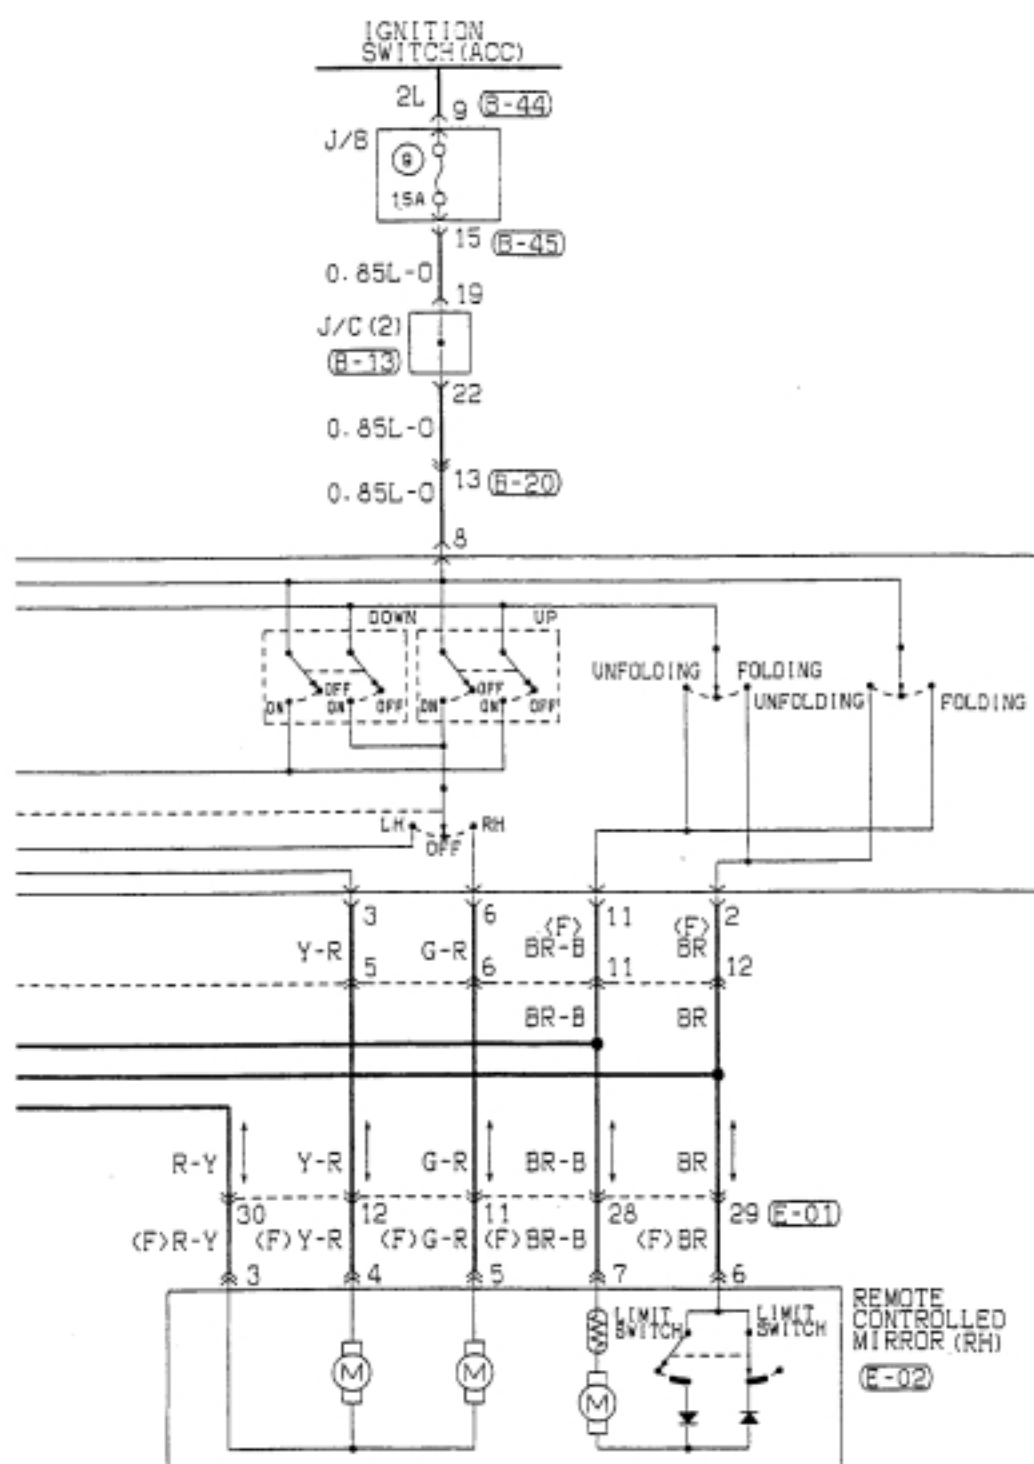 IGNITION
SWITCH(ACC)
2L 9 B-44
J/B
9
15A
15 B-45
0.85L-O
19
J/C(2)
B-13
22
0.85L-O
13 B-20
0.85L-O
8
DOWN UP
UNFOLDING FOLDING
UNFOLDING FOLDING
OFF OFF
ON ON OFF ON ON OFF
LH RH
OFF
3 6 (F) 11 (F) 2
Y-R G-R BR-B BR
5 6 11 12
BR-B BR
R-Y Y-R G-R BR-B BR
30 12 11 28 29 E-01
(F)R-Y (F)Y-R (F)G-R (F)BR-B (F)BR
3 4 5 7 6
LIMIT
SWITCH
LIMIT
SWITCH
REMOTE
CONTROLLED
MIRROR (RH)
E-02
M M M